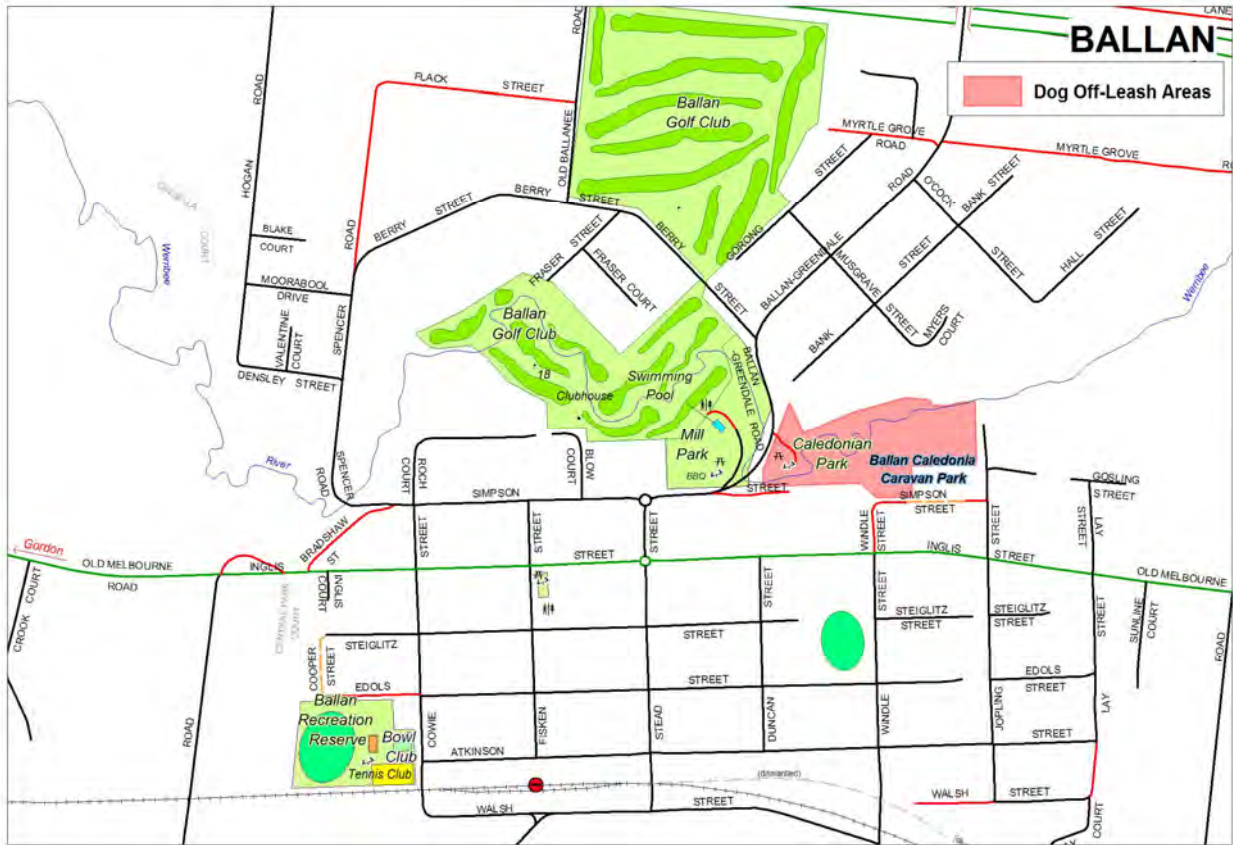 BALLAN
Dog Off-Leash Areas
LANE
ROAD
ROAD
FLACK STREET
OLD BALLANEE
HOGAN
Ballan
Golf Club
MYRTLE GROVE
ROAD
MYRTLE GROVE
STREET
ROAD
O'COCK
STREET
BANK STREET
HALL STREET
COURT
Werribee
BLAKE
COURT
ROAD
BERRY STREET
BERRY
STREET
BERRY
STREET
FRASER STREET
FRASER COURT
GORONG
BALLAN-GREENDALE
MUSGRAVE
STREET
MYERS
COURT
BANK STREET
Werribee
MOORABOOL
DRIVE
VALENTINE
COURT
SPENCER
DENSLEY STREET
Ballan
Golf Club
18
Clubhouse
Swimming
Pool
BALLAN
-GREENDALE
ROAD
Mill
Park
BBQ
Caledonian
Park
Ballan Caledonia
Caravan Park
River
SPENCER
ROAD
ROCH
COURT
BLOW
COURT
SIMPSON
STREET
SIMPSON
STREET
GOSLING
STREET
LAY
STREET
BRADSHAW
ST
STREET
STREET
STREET
WINDLE
STREET
STREET
Gordon
OLD MELBOURNE
ROAD
INGLIS
STREET
INGLIS
STREET
OLD MELBOURNE
CROOK COURT
INGLIS
COURT
CENTRAL PARK
COURT
STREET
STREET
STEIGLITZ
STREET
STEIGLITZ
STREET
STREET
SUNLINE
COURT
ROAD
COOPER
STREET
STEIGLITZ
STREET
EDOLS
STREET
EDOLS
STREET
Ballan
Recreation
Reserve
Bowl
Club
Tennis Club
ROAD
COWIE
FISKEN
STEAD
DUNCAN
WINDLE
JOPLING
LAY
ATKINSON
STREET
(dismantled)
WALSH
STREET
WALSH
STREET
COURT